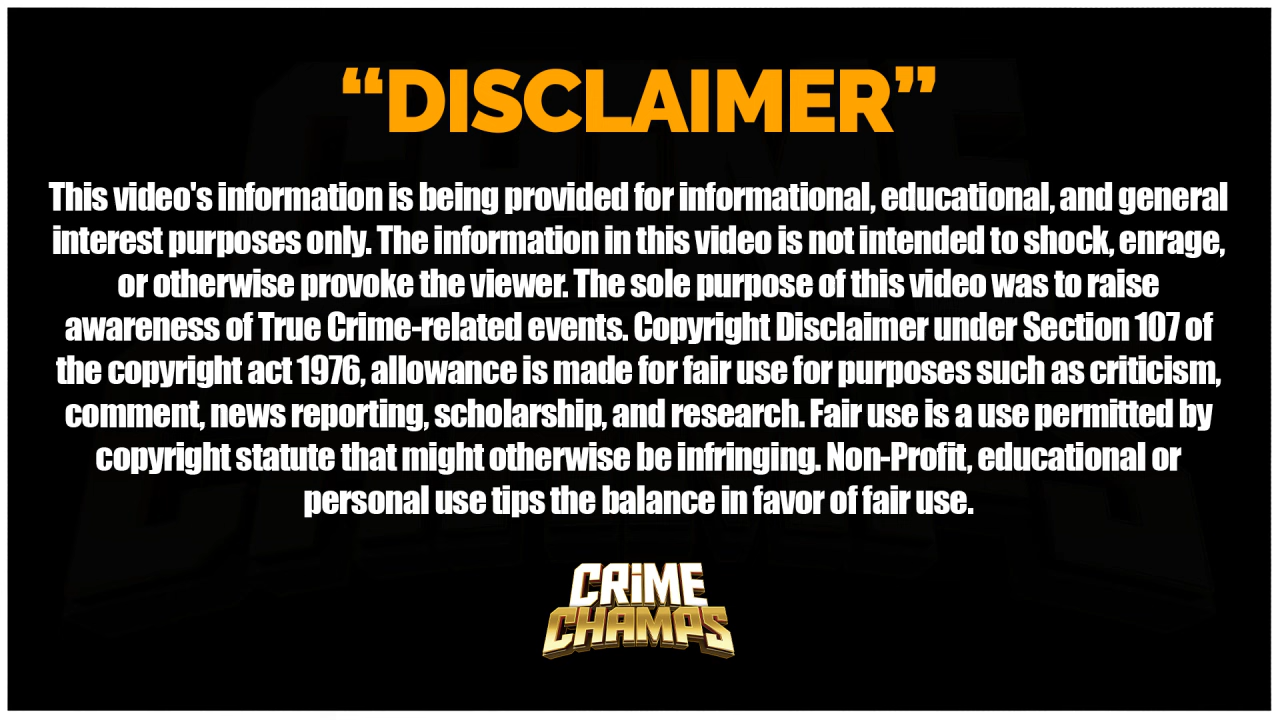 “DISCLAIMER”
This video's information is being provided for informational, educational, and general
interest purposes only. The information in this video is not intended to shock, enrage,
or otherwise provoke the viewer. The sole purpose of this video was to raise
awareness of True Crime-related events. Copyright Disclaimer under Section 107 of
the copyright act 1976, allowance is made for fair use for purposes such as criticism,
comment, news reporting, scholarship, and research. Fair use is a use permitted by
copyright statute that might otherwise be infringing. Non-Profit, educational or
personal use tips the balance in favor of fair use.
CRiME
CHAMPS